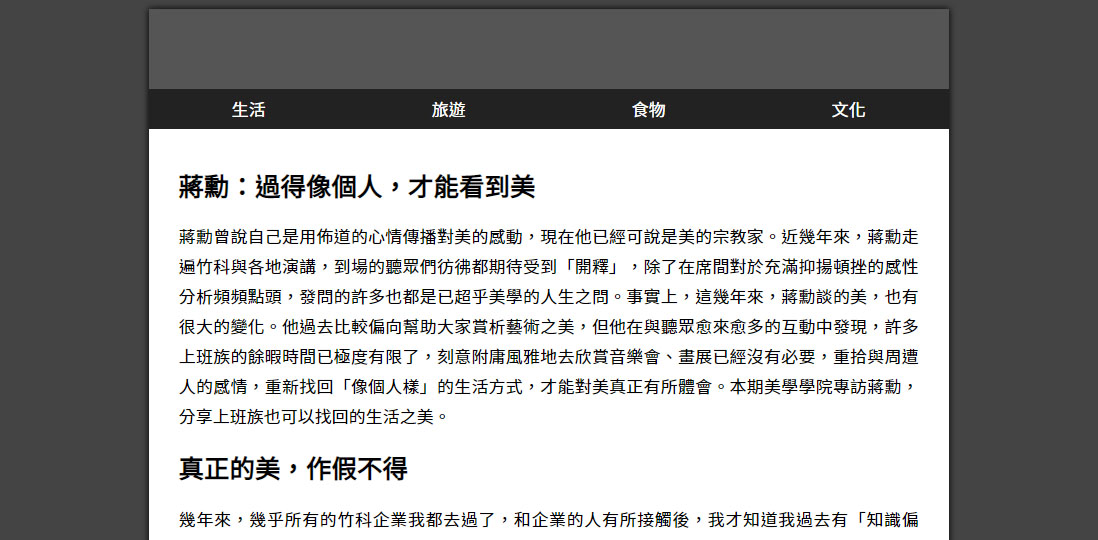 生活 旅遊 食物 文化
蔣勳：過得像個人，才能看到美
蔣勳曾說自己是用佈道的心情傳播對美的感動，現在他已經可說是美的宗教家。近幾年來，蔣勳走
遍竹科與各地演講，到場的聽眾們彷彿都期待受到「開釋」，除了在席間對於充滿抑揚頓挫的感性
分析頻頻點頭，發問的許多也都是已超乎美學的人生之問。事實上，這幾年來，蔣勳談的美，也有
很大的變化。他過去比較偏向幫助大家賞析藝術之美，但他在與聽眾愈來愈多的互動中發現，許多
上班族的餘暇時間已極度有限了，刻意附庸風雅地去欣賞音樂會、畫展已經沒有必要，重拾與周遭
人的感情，重新找回「像個人樣」的生活方式，才能對美真正有所體會。本期美學學院專訪蔣勳，
分享上班族也可以找回的生活之美。
真正的美，作假不得
幾年來，幾乎所有的竹科企業我都去過了，和企業的人有所接觸後，我才知道我過去有「知識偏